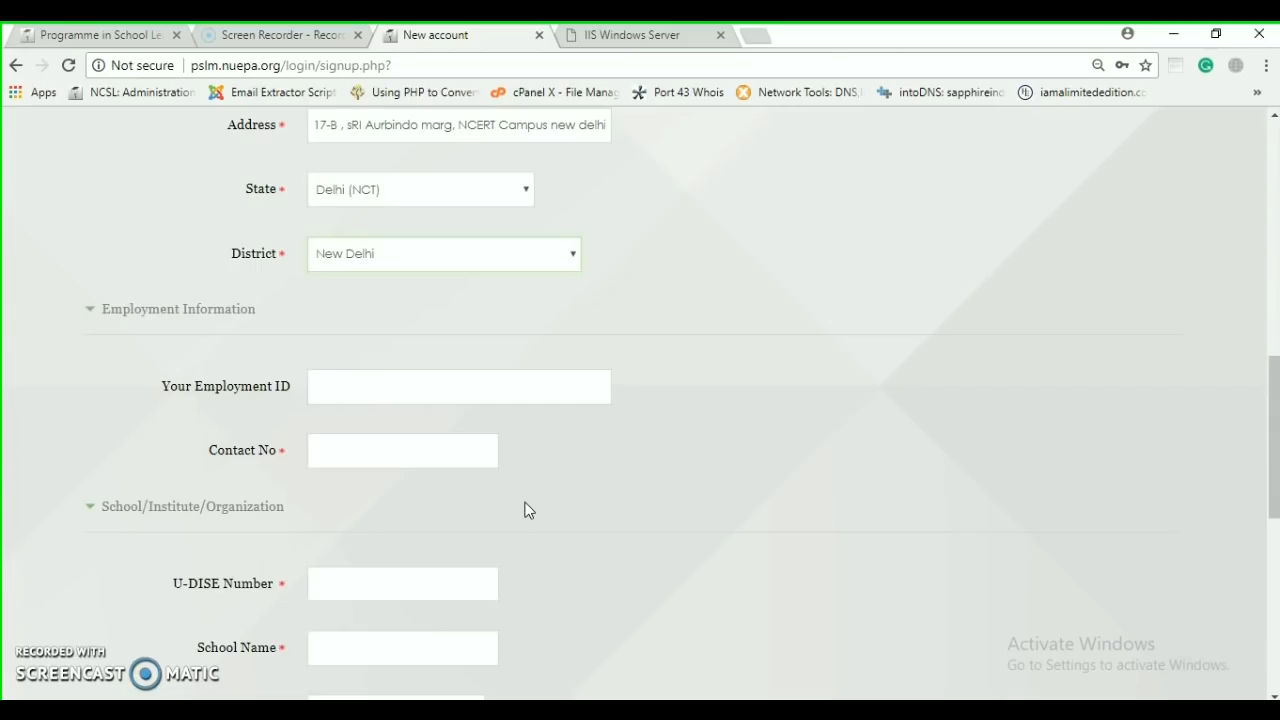 Programme in School Le
Screen Recorder - Recor
New account
IIS Windows Server
Not secure
pslm.nuepa.org/login/signup.php?
Apps
NCSL: Administration
Email Extractor Script
Using PHP to Conver
cPanel X - File Manag
Port 43 Whois
Network Tools: DNS,I
intoDNS: sapphireind
iamalimitededition.co
»
Address *
17-B , sRI Aurbindo marg, NCERT Campus new delhi
State *
Delhi (NCT)
District *
New Delhi
Employment Information
Your Employment ID
Contact No *
School/Institute/Organization
U-DISE Number *
School Name *
RECORDED WITH
SCREENCAST MATIC
Activate Windows
Go to Settings to activate Windows.